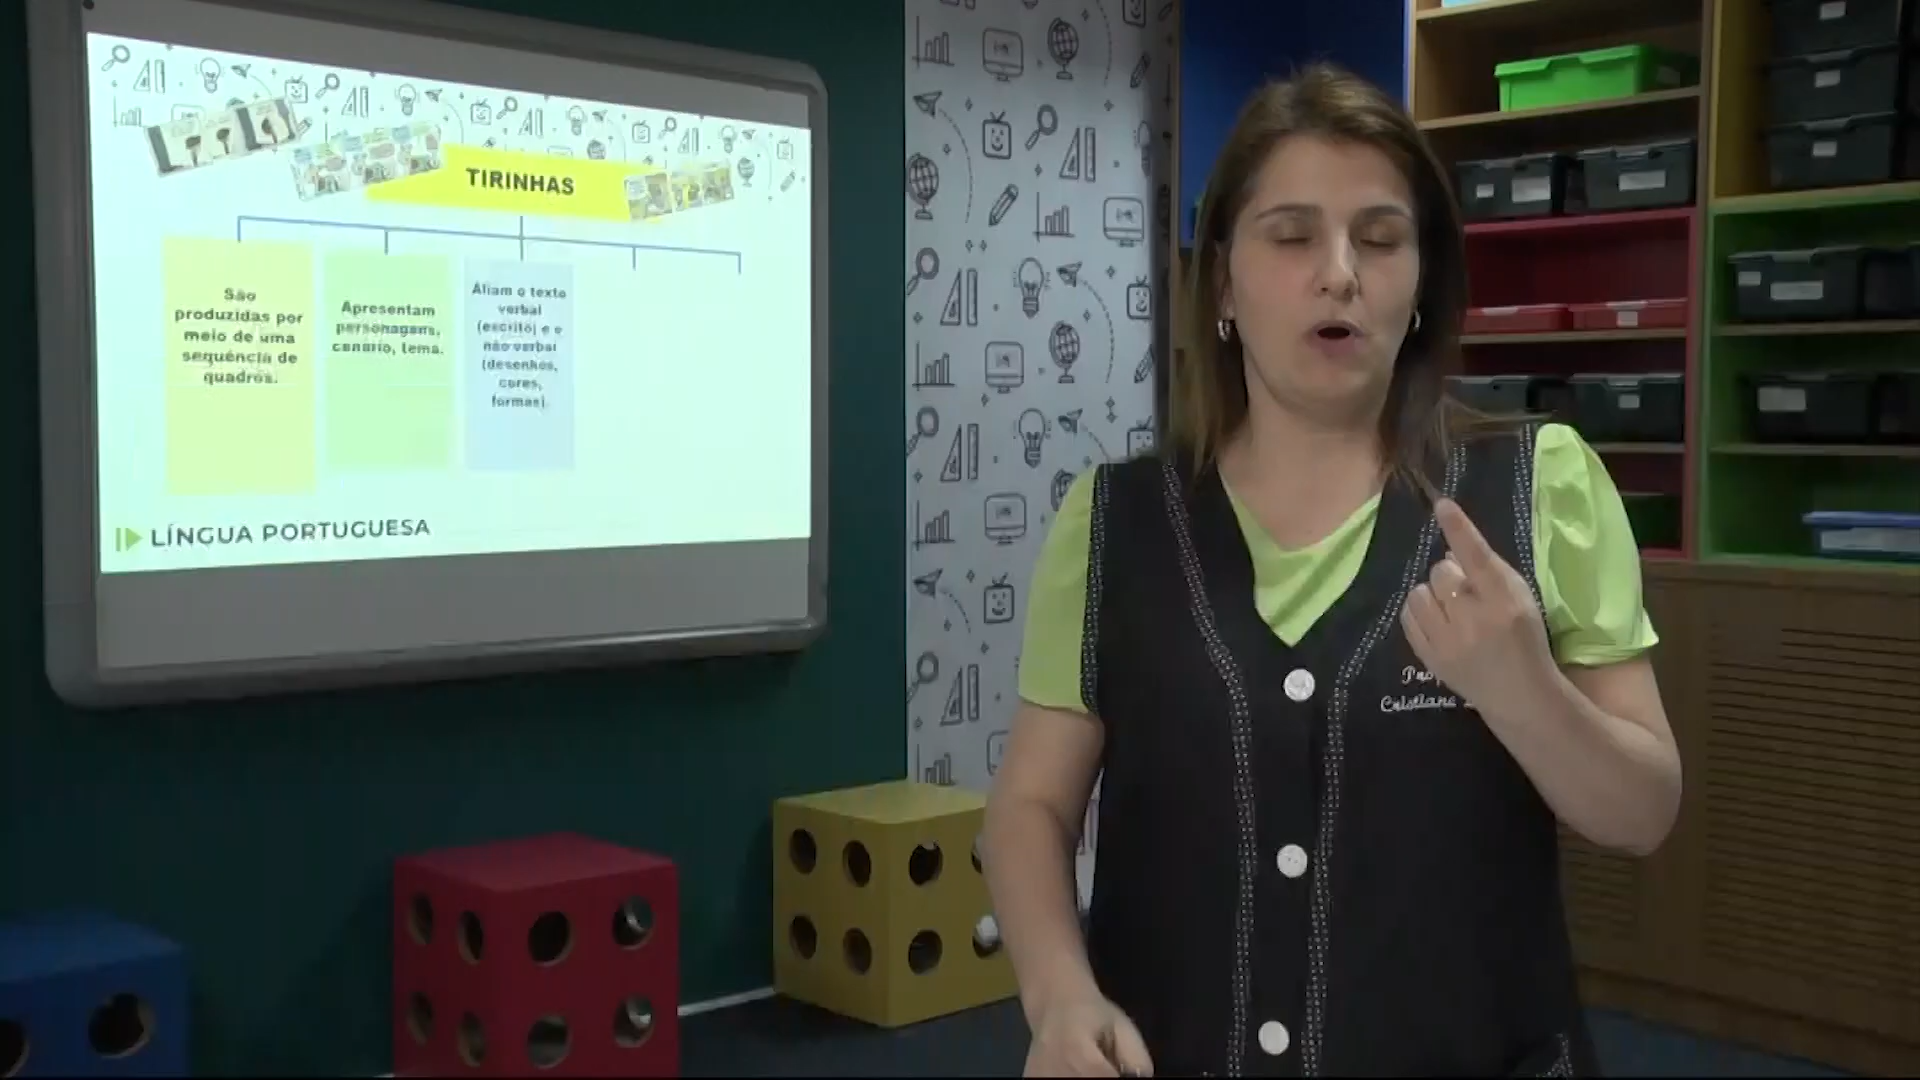 TIRINHAS
São
produzidas por
meio de uma
sequência de
quadros.
Apresentam
personagens,
cenário, tema.
Aliam o texto
verbal
(escrito) e o
não verbal
(desenhos,
cores,
formas).
LÍNGUA PORTUGUESA
Cristiane